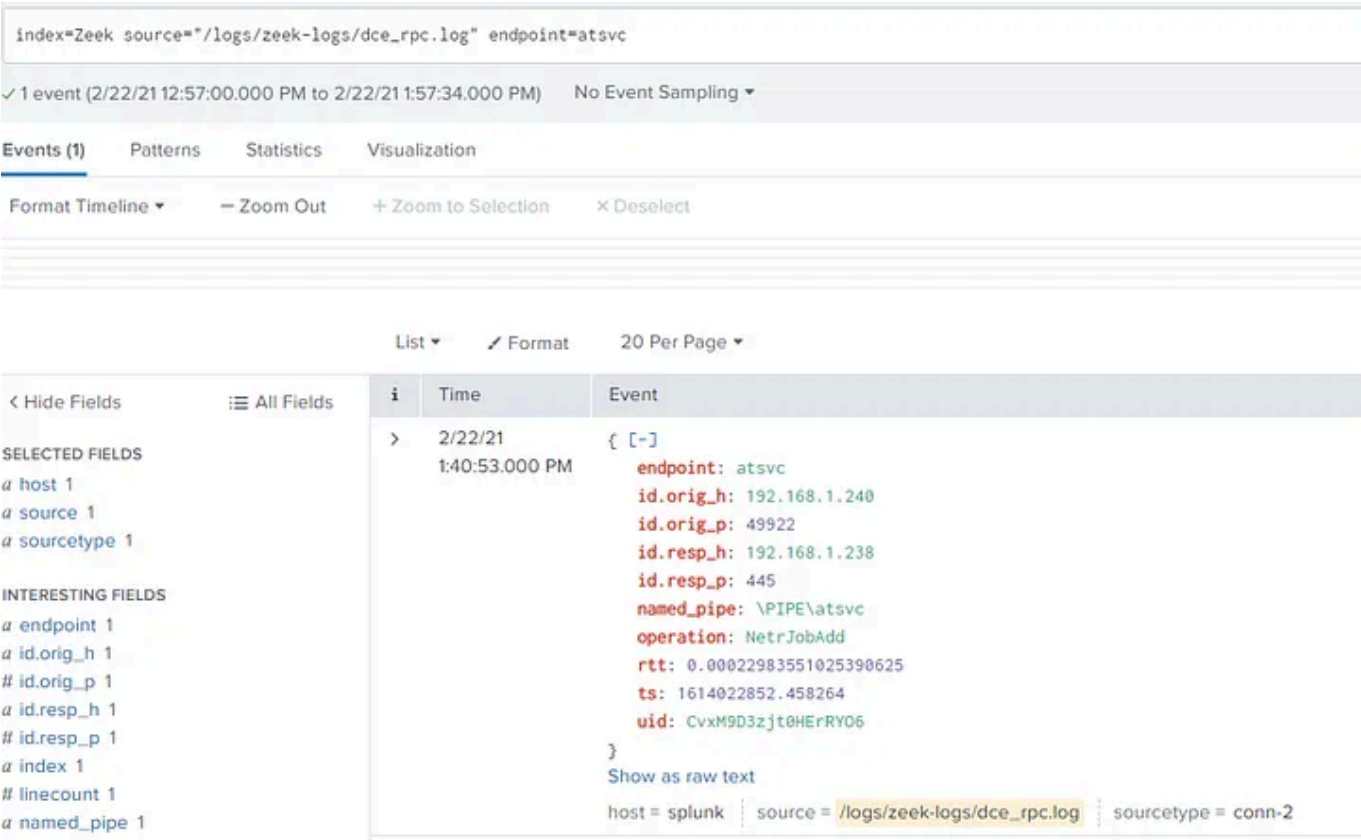 index=Zeek source="/logs/zeek-logs/dce_rpc.log" endpoint=atsvc
✓ 1 event (2/22/21 12:57:00.000 PM to 2/22/21 1:57:34.000 PM) No Event Sampling ▾
Events (1) Patterns Statistics Visualization
Format Timeline ▾ — Zoom Out + Zoom to Selection × Deselect
List ▾ Format 20 Per Page ▾
< Hide Fields All Fields
i Time Event
SELECTED FIELDS
a host 1
a source 1
a sourcetype 1
INTERESTING FIELDS
a endpoint 1
a id.orig_h 1
# id.orig_p 1
a id.resp_h 1
# id.resp_p 1
a index 1
# linecount 1
a named_pipe 1
> 2/22/21
1:40:53.000 PM
{ [-]
endpoint: atsvc
id.orig_h: 192.168.1.240
id.orig_p: 49922
id.resp_h: 192.168.1.238
id.resp_p: 445
named_pipe: \PIPE\atsvc
operation: NetrJobAdd
rtt: 0.00022983551025390625
ts: 1614022852.458264
uid: CvxM9D3zjt0HErRYO6
}
Show as raw text
host = splunk source = /logs/zeek-logs/dce_rpc.log sourcetype = conn-2